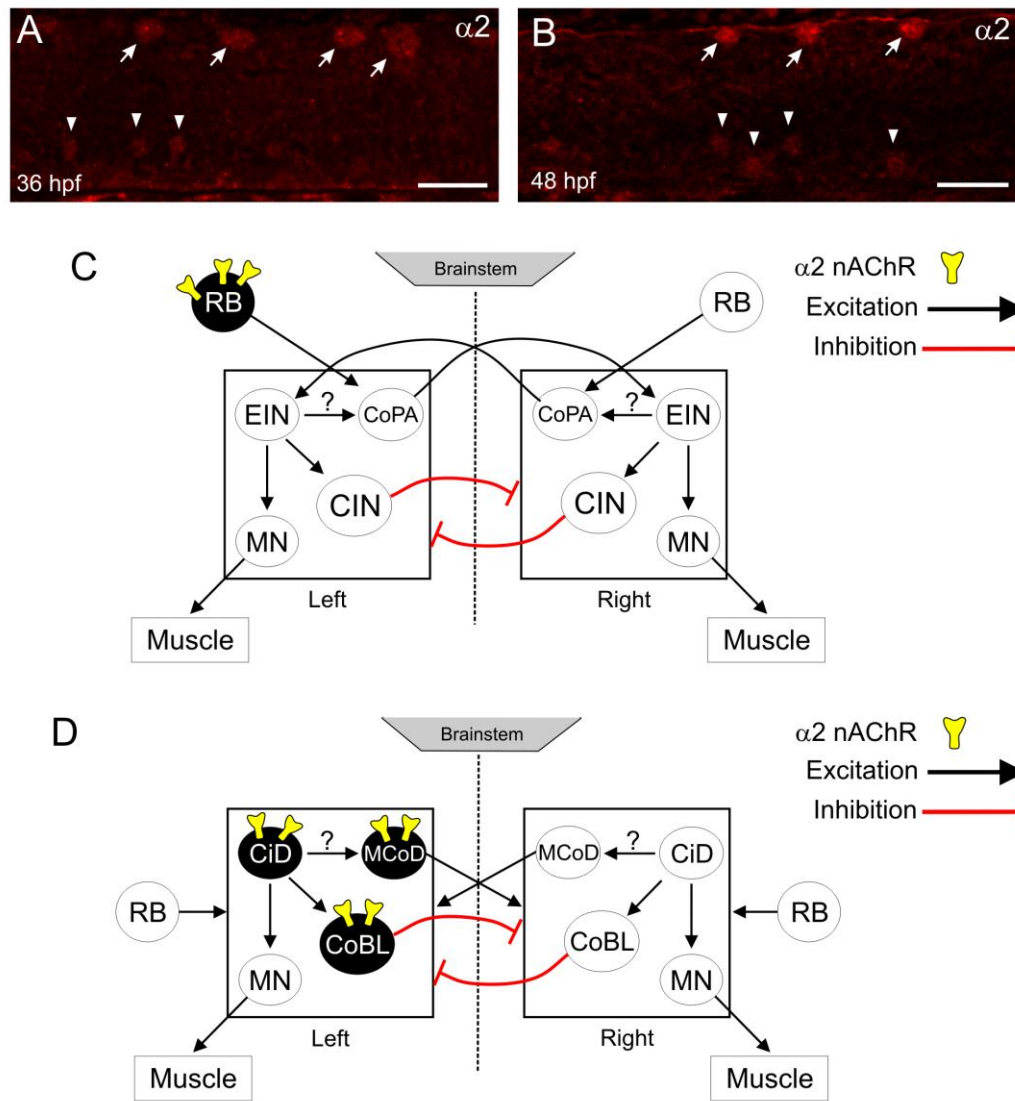 A
α2
36 hpf
B
α2
48 hpf
C
Brainstem
RB
RB
α2 nAChR
Excitation
Inhibition
EIN
?
CoPA
CoPA
?
EIN
CIN
CIN
MN
MN
Left
Right
Muscle
Muscle
D
Brainstem
α2 nAChR
Excitation
Inhibition
CiD
?
MCoD
MCoD
?
CiD
RB
RB
CoBL
CoBL
MN
MN
Left
Right
Muscle
Muscle